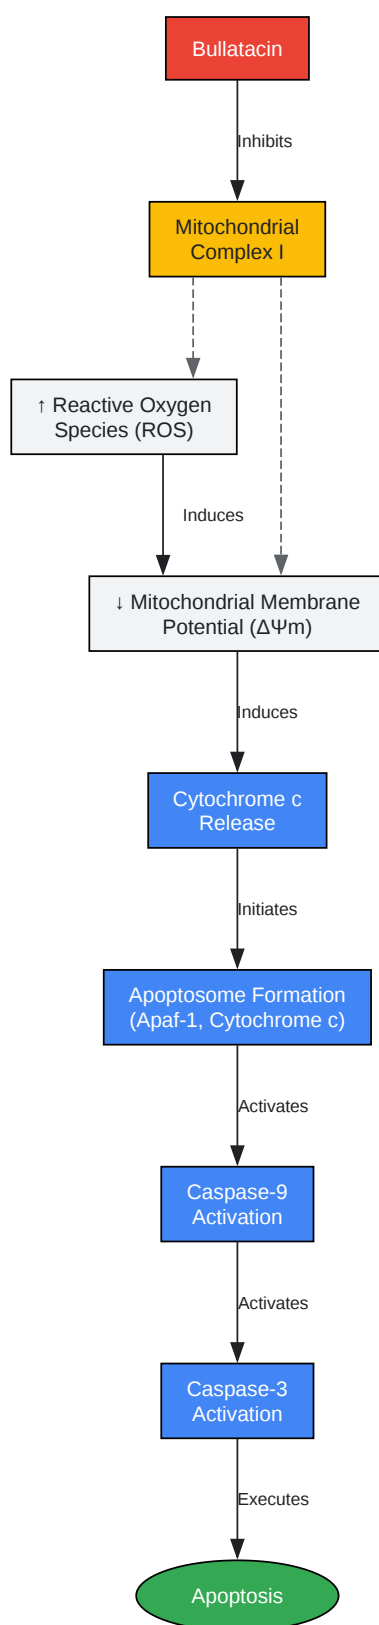 Bullatacin
Inhibits
Mitochondrial
Complex I
↑ Reactive Oxygen
Species (ROS)
Induces
↓ Mitochondrial Membrane
Potential (ΔΨm)
Induces
Cytochrome c
Release
Initiates
Apoptosome Formation
(Apaf-1, Cytochrome c)
Activates
Caspase-9
Activation
Activates
Caspase-3
Activation
Executes
Apoptosis